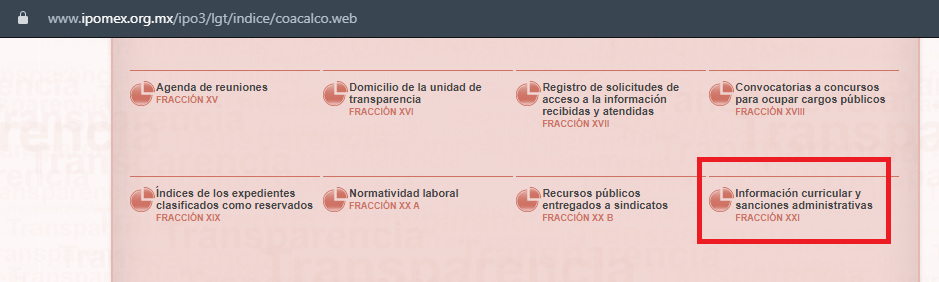 www.ipomex.org.mx/ipo3/lgt/indice/coacalco.web
Agenda de reuniones
FRACCIÓN XV
Domicilio de la unidad de
transparencia
FRACCIÓN XVI
Registro de solicitudes de
acceso a la información
recibidas y atendidas
FRACCIÓN XVII
Convocatorias a concursos
para ocupar cargos públicos
FRACCIÓN XVIII
Índices de los expedientes
clasificados como reservados
FRACCIÓN XIX
Normatividad laboral
FRACCIÓN XX A
Recursos públicos
entregados a sindicatos
FRACCIÓN XX B
Información curricular y
sanciones administrativas
FRACCIÓN XXI
Transparencia